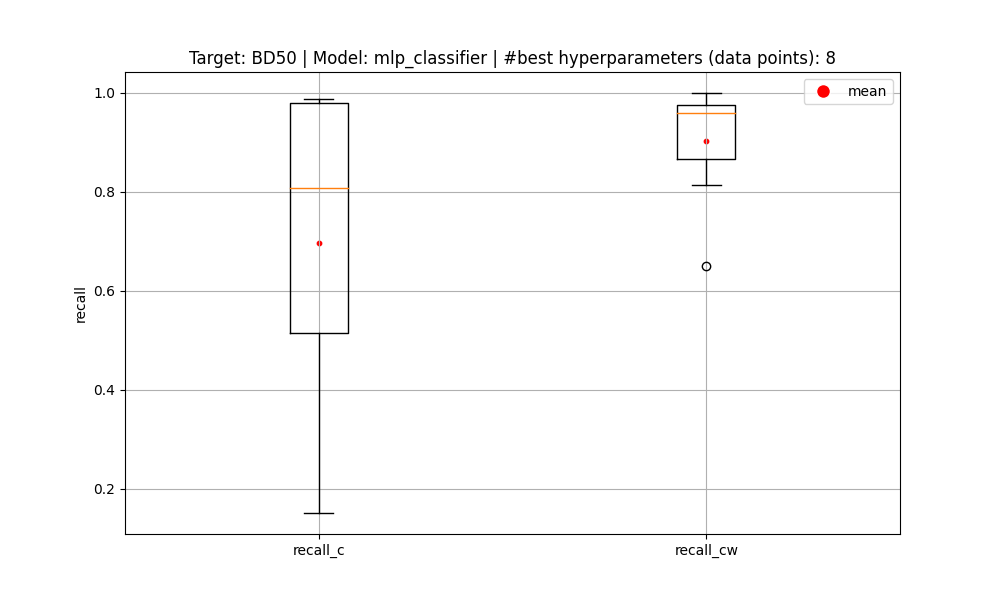 Target: BD50 | Model: mlp_classifier | #best hyperparameters (data points): 8
mean
1.0
0.8
0.6
0.4
0.2
recall
recall_c
recall_cw